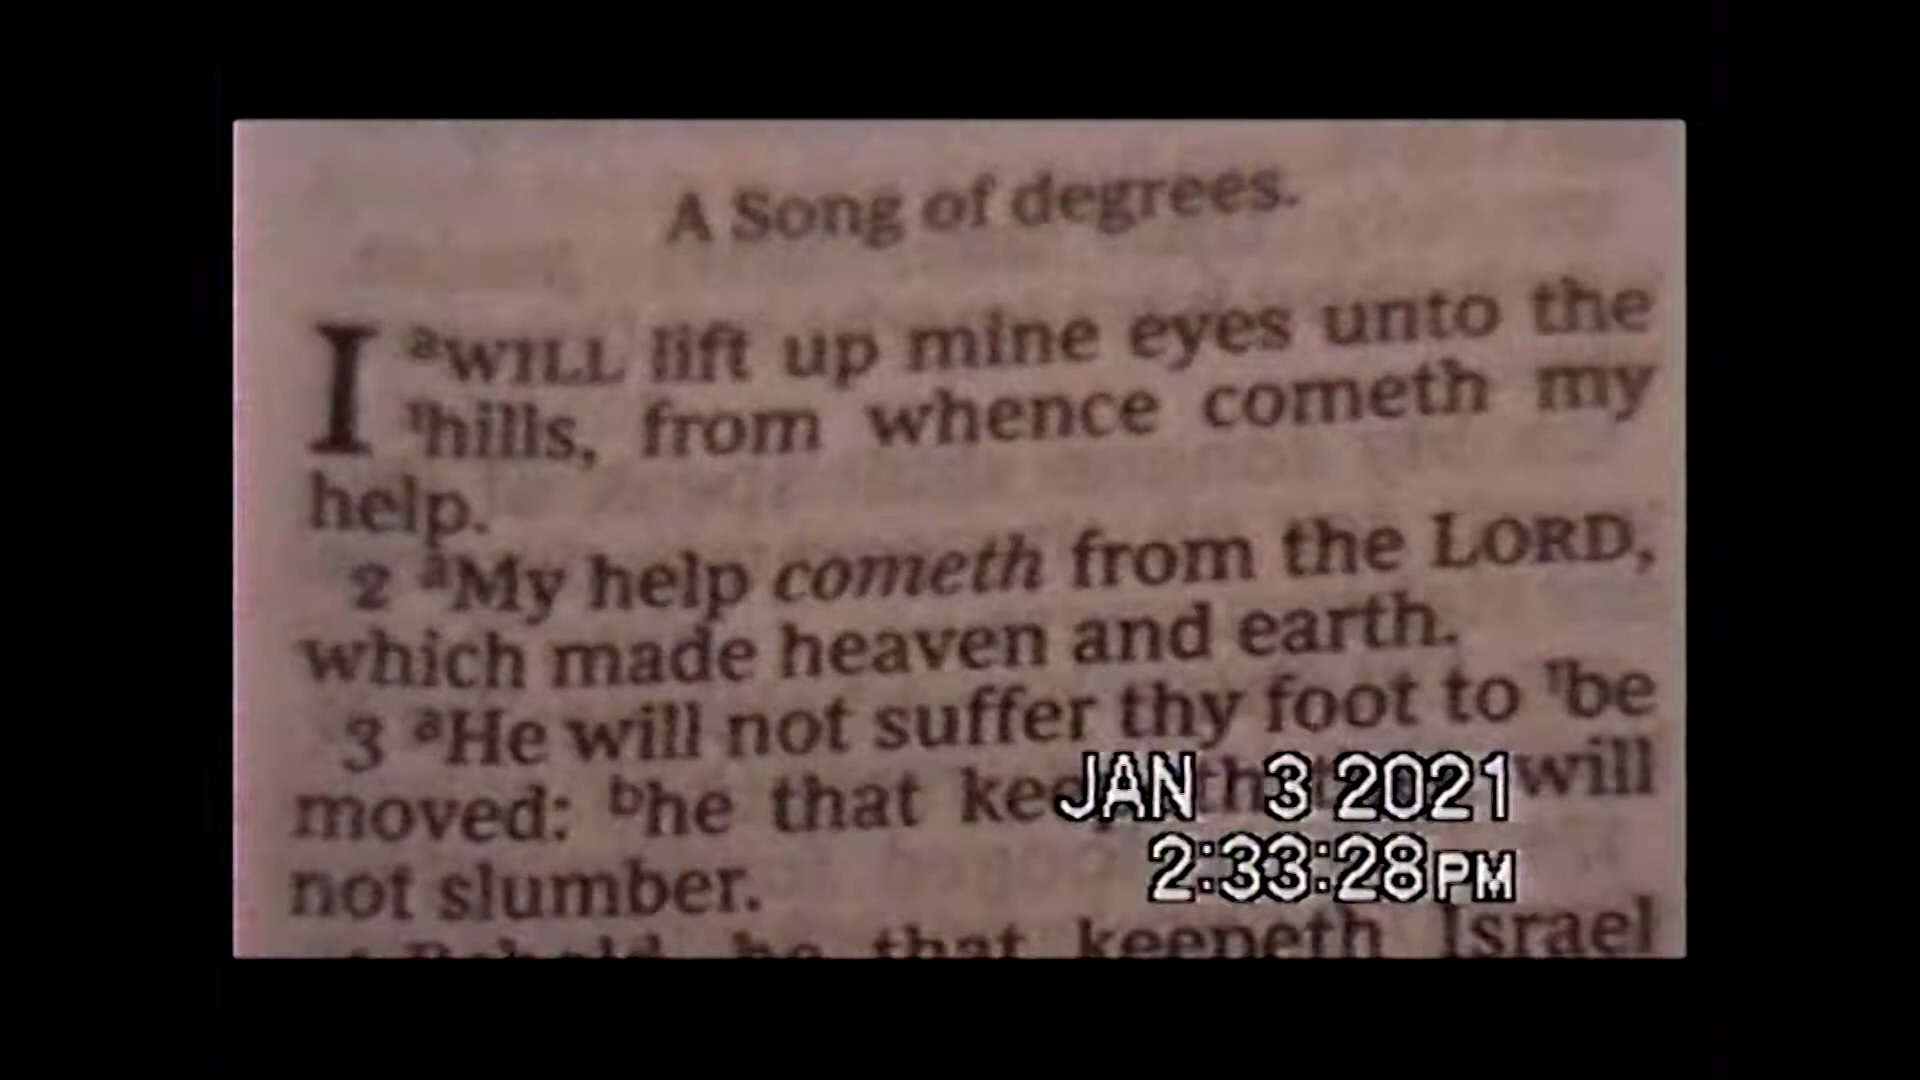 A Song of degrees.
I aWILL lift up mine eyes unto the
1hills, from whence cometh my
help.
2 aMy help cometh from the LORD,
which made heaven and earth.
3 aHe will not suffer thy foot to 1be
moved: bhe that will
not slumber.
he that keepeth Israel
JAN 3 2021
2:33:28PM